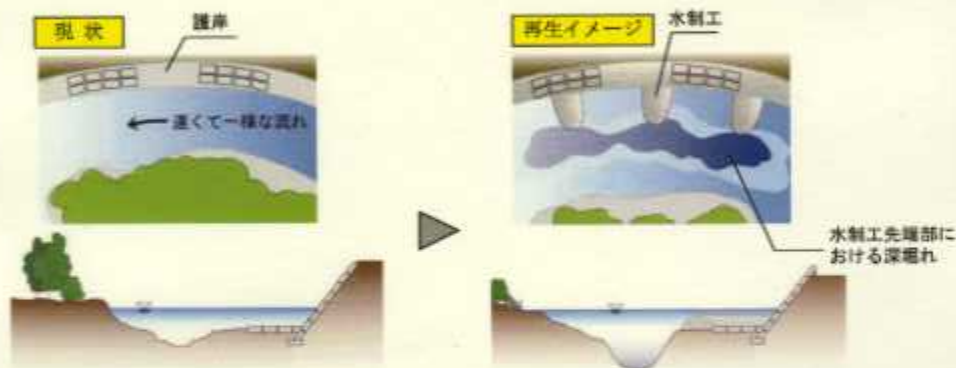 現状
護岸
速くて一様な流れ
再生イメージ
水制工
水制工先端部に
おける深堀れ